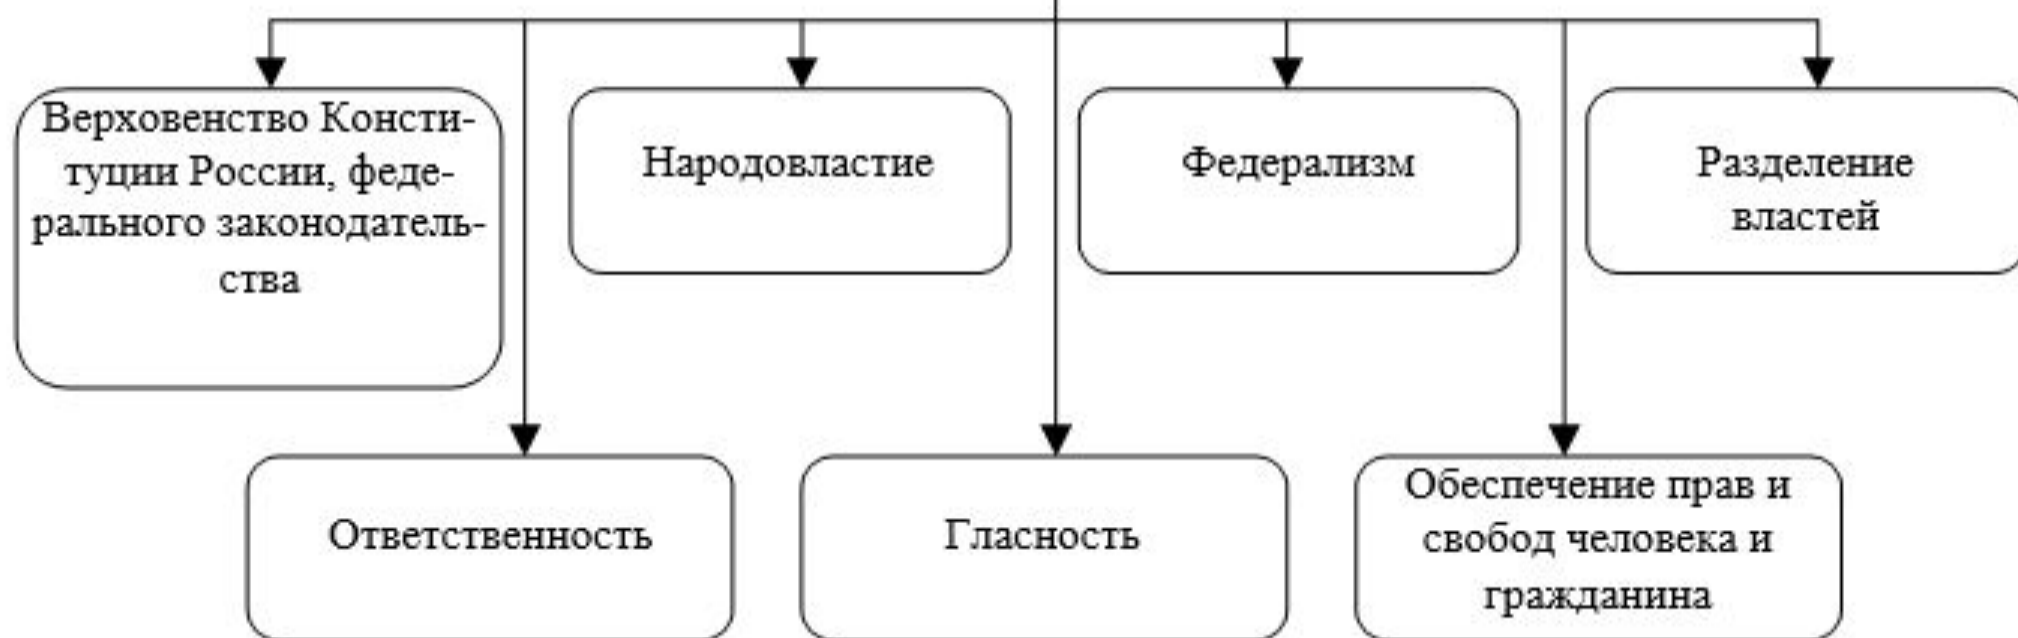 Верховенство Консти-
туции России, феде-
рального законодатель-
ства
Народовластие
Федерализм
Разделение
властей
Ответственность
Гласность
Обеспечение прав и
свобод человека и
гражданина